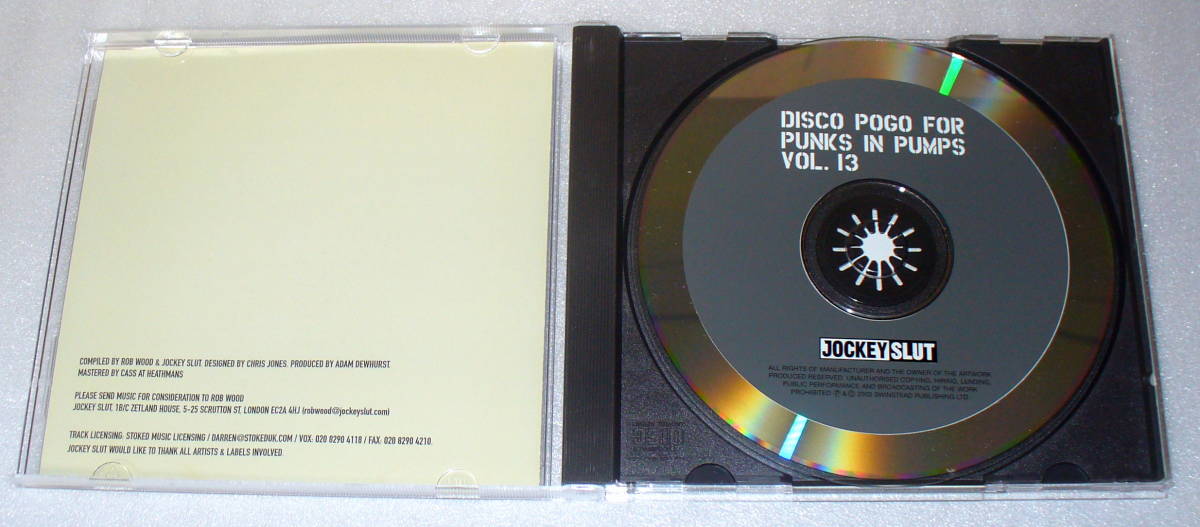 COMPILED BY ROB WOOD & JOCKEY SLUT. DESIGNED BY CHRIS JONES. PRODUCED BY ADAM DEWHURST.
MASTERED BY CASS AT HEATHMANS
PLEASE SEND MUSIC FOR CONSIDERATION TO ROB WOOD
JOCKEY SLUT, 1B/C ZETLAND HOUSE, 5-25 SCRUTTON ST, LONDON EC2A 4HJ (robwood@jockeyslut.com)
TRACK LICENSING: STOKED MUSIC LICENSING / DARREN@STOKEDUK.COM / VOX: 020 8290 4118 / FAX: 020 8290 4210.
JOCKEY SLUT WOULD LIKE TO THANK ALL ARTISTS & LABELS INVOLVED.
DISCO POGO FOR
PUNKS IN PUMPS
VOL. 13
JOCKEY SLUT
ALL RIGHTS OF MANUFACTURER AND THE OWNER OF THE ARTWORK
PRODUCED RESERVED. UNAUTHORISED COPYING, HIRING, LENDING,
PUBLIC PERFORMANCE AND BROADCASTING OF THE WORK
PROHIBITED ℗ & © SWINSTEAD PUBLISHING LTD.